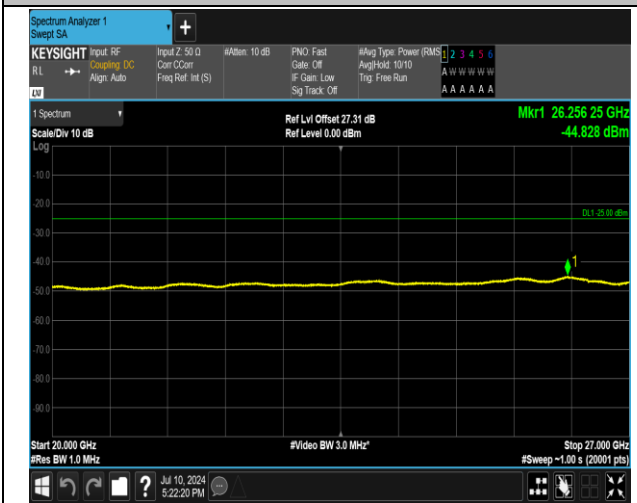 Spectrum Analyzer 1
Swept SA
+
KEYSIGHT Input: RF Input Z: 50 Ω #Atten: 10 dB PNO: Fast #Avg Type: Power (RMS 1 2 3 4 5 6
RL Coupling: DC Corr CCorr Gate: Off Avg|Hold: 10/10 A W W W W W
Align: Auto Freq Ref: Int (S) IF Gain: Low Trig: Free Run
LXI Sig Track: Off A A A A A A
1 Spectrum Ref Lvl Offset 27.31 dB Mkr1 26.256 25 GHz
Scale/Div 10 dB Ref Level 0.00 dBm -44.828 dBm
Log
-10.0
-20.0
DL1 -25.00 dBm
-30.0
-40.0
1
-50.0
-60.0
-70.0
-80.0
-90.0
Start 20.000 GHz #Video BW 3.0 MHz* Stop 27.000 GHz
#Res BW 1.0 MHz #Sweep ~1.00 s (20001 pts)
? Jul 10, 2024
5:22:20 PM